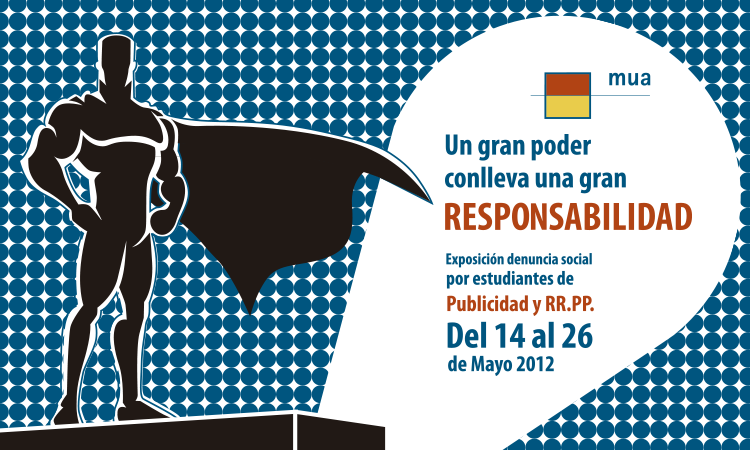 mua
Un gran poder
conlleva una gran
RESPONSABILIDAD
Exposición denuncia social
por estudiantes de
Publicidad y RR.PP.
Del 14 al 26
de Mayo 2012